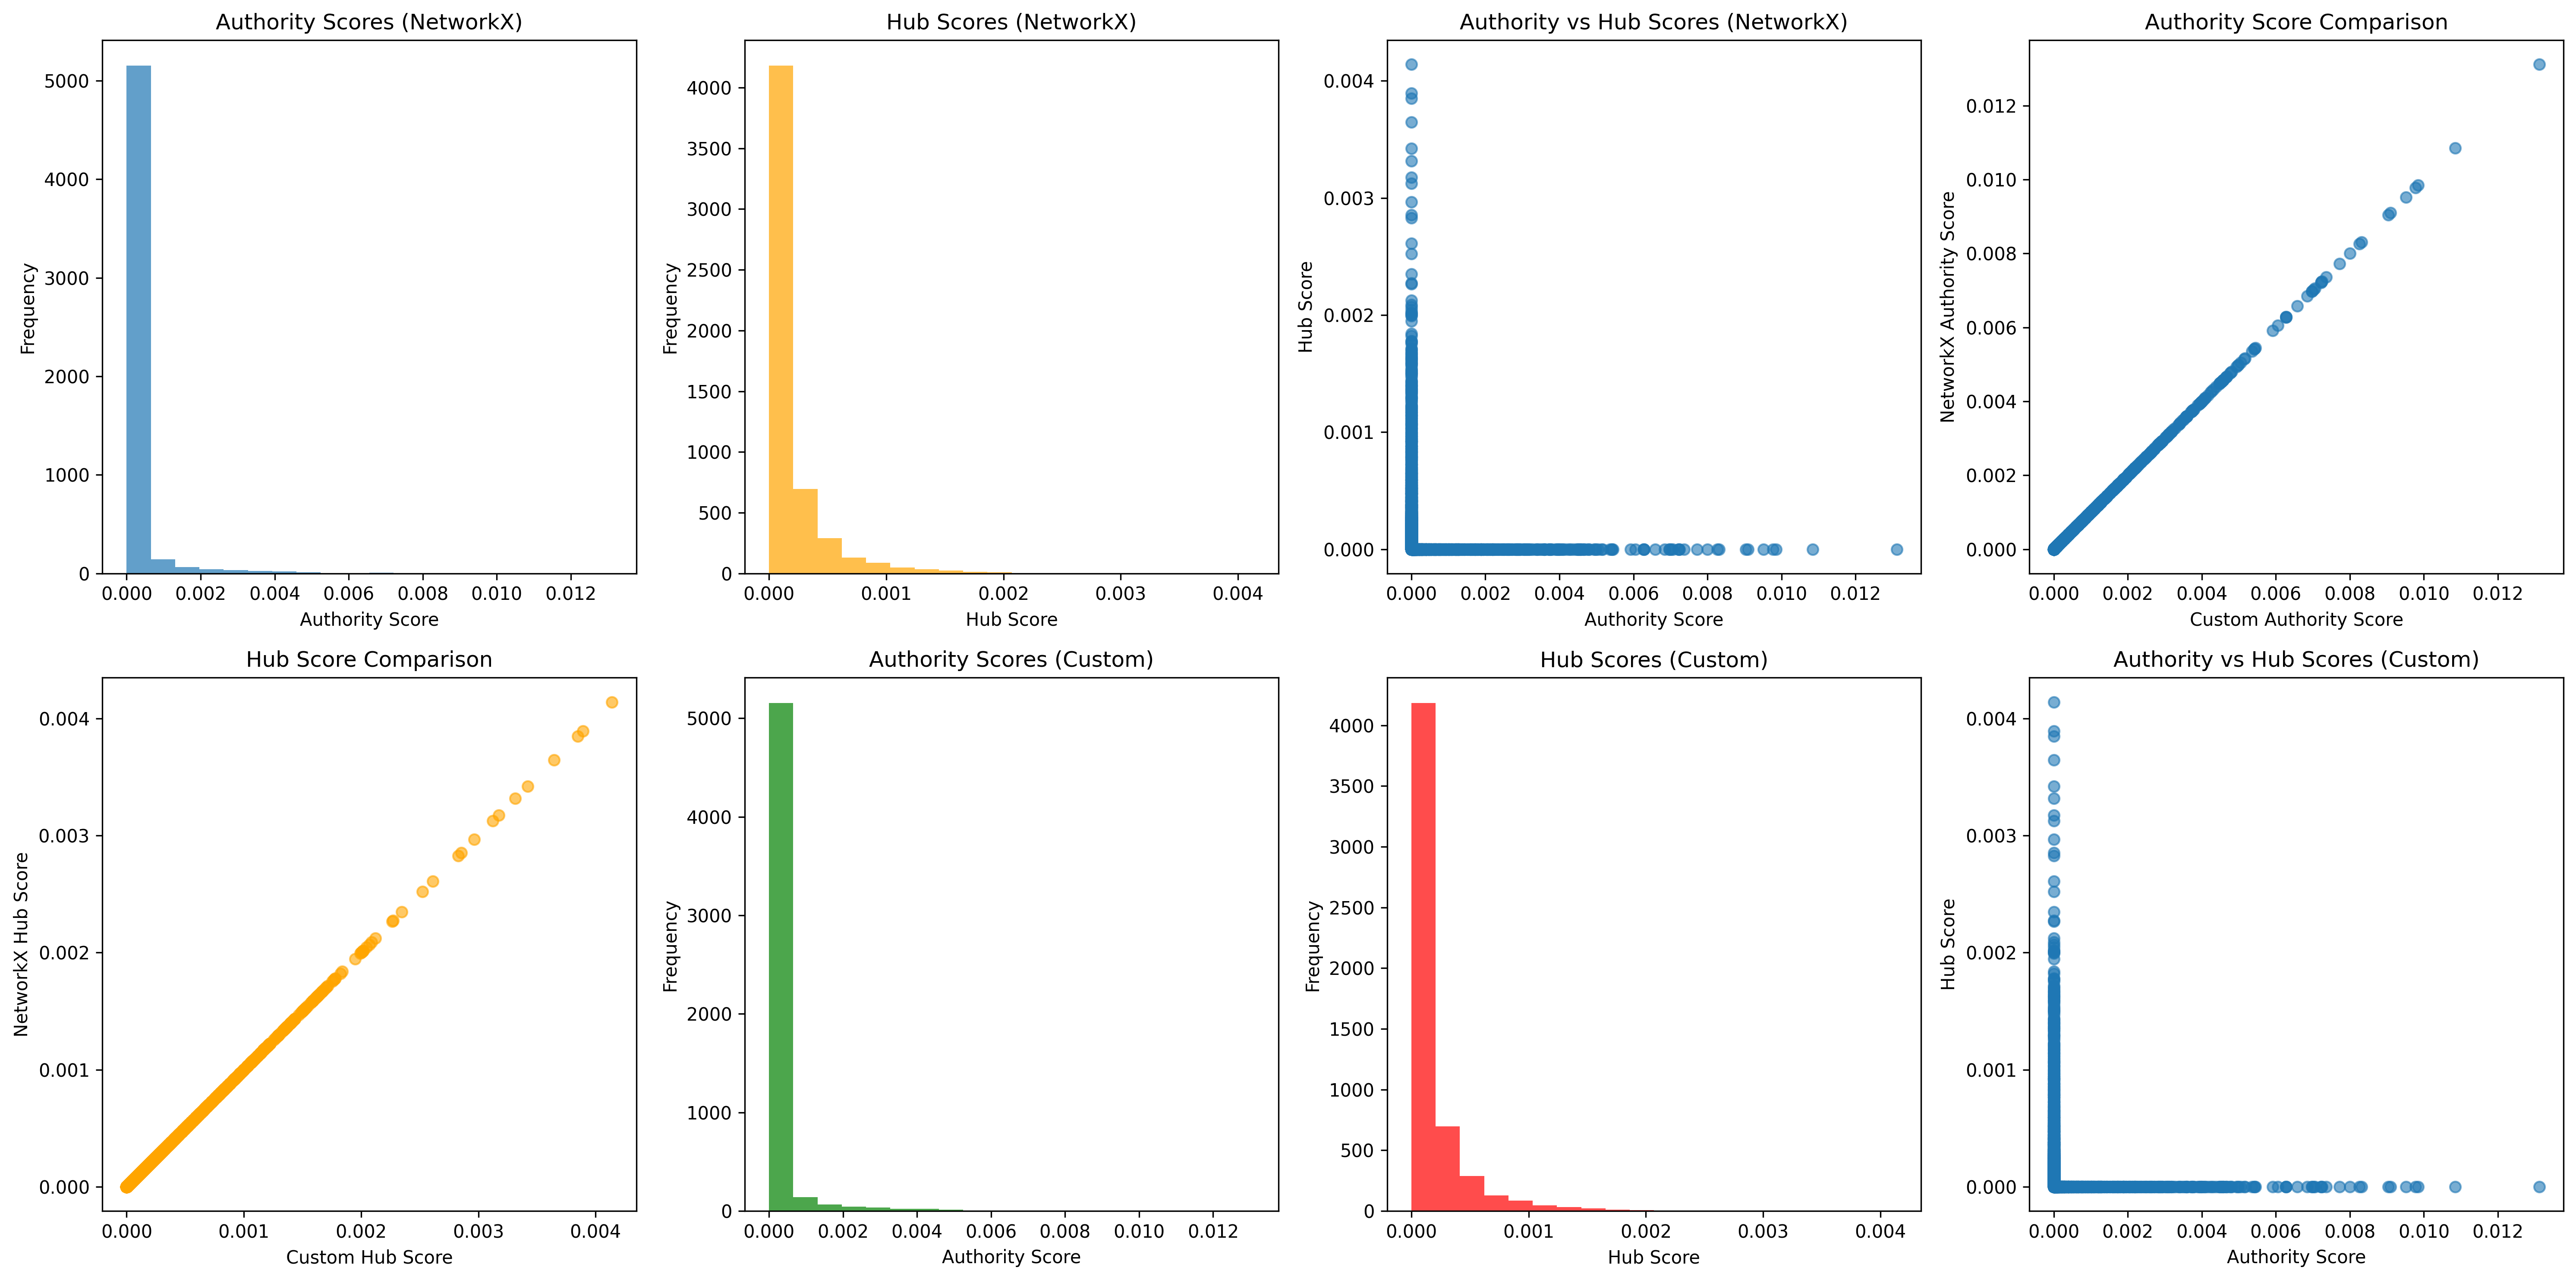 Authority Scores (NetworkX)
Frequency
5000
4000
3000
2000
1000
0
0.000 0.002 0.004 0.006 0.008 0.010 0.012
Authority Score
Hub Scores (NetworkX)
Frequency
4000
3500
3000
2500
2000
1500
1000
500
0
0.000 0.001 0.002 0.003 0.004
Hub Score
Authority vs Hub Scores (NetworkX)
Hub Score
0.004
0.003
0.002
0.001
0.000
0.000 0.002 0.004 0.006 0.008 0.010 0.012
Authority Score
Authority Score Comparison
NetworkX Authority Score
0.012
0.010
0.008
0.006
0.004
0.002
0.000
0.000 0.002 0.004 0.006 0.008 0.010 0.012
Custom Authority Score
Hub Score Comparison
NetworkX Hub Score
0.004
0.003
0.002
0.001
0.000
0.000 0.001 0.002 0.003 0.004
Custom Hub Score
Authority Scores (Custom)
Frequency
5000
4000
3000
2000
1000
0
0.000 0.002 0.004 0.006 0.008 0.010 0.012
Authority Score
Hub Scores (Custom)
Frequency
4000
3500
3000
2500
2000
1500
1000
500
0
0.000 0.001 0.002 0.003 0.004
Hub Score
Authority vs Hub Scores (Custom)
Hub Score
0.004
0.003
0.002
0.001
0.000
0.000 0.002 0.004 0.006 0.008 0.010 0.012
Authority Score